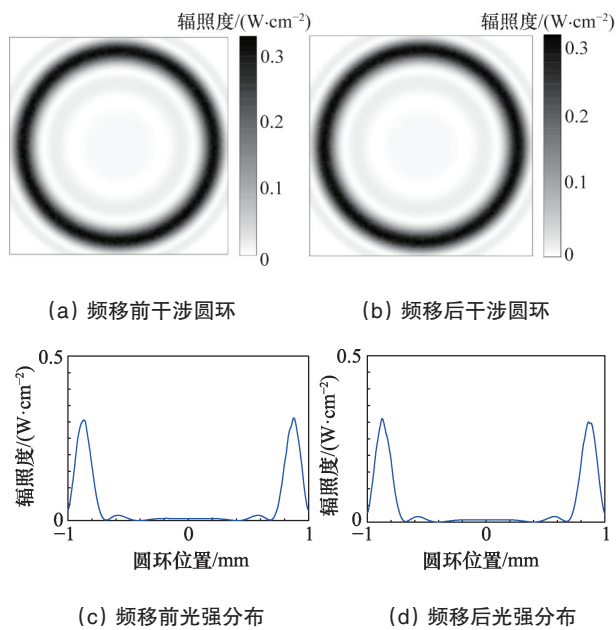 辐照度/(W·cm⁻²)
0.3
0.2
0.1
0
辐照度/(W·cm⁻²)
0.3
0.2
0.1
0
(a) 频移前干涉圆环
(b) 频移后干涉圆环
0.5
辐照度/(W·cm⁻²)
0
−1
0
1
圆环位置/mm
0.5
辐照度/(W·cm⁻²)
0
−1
0
1
圆环位置/mm
(c) 频移前光强分布
(d) 频移后光强分布